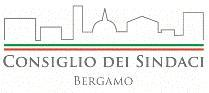 CONSIGLIO DEI SINDACI
BERGAMO